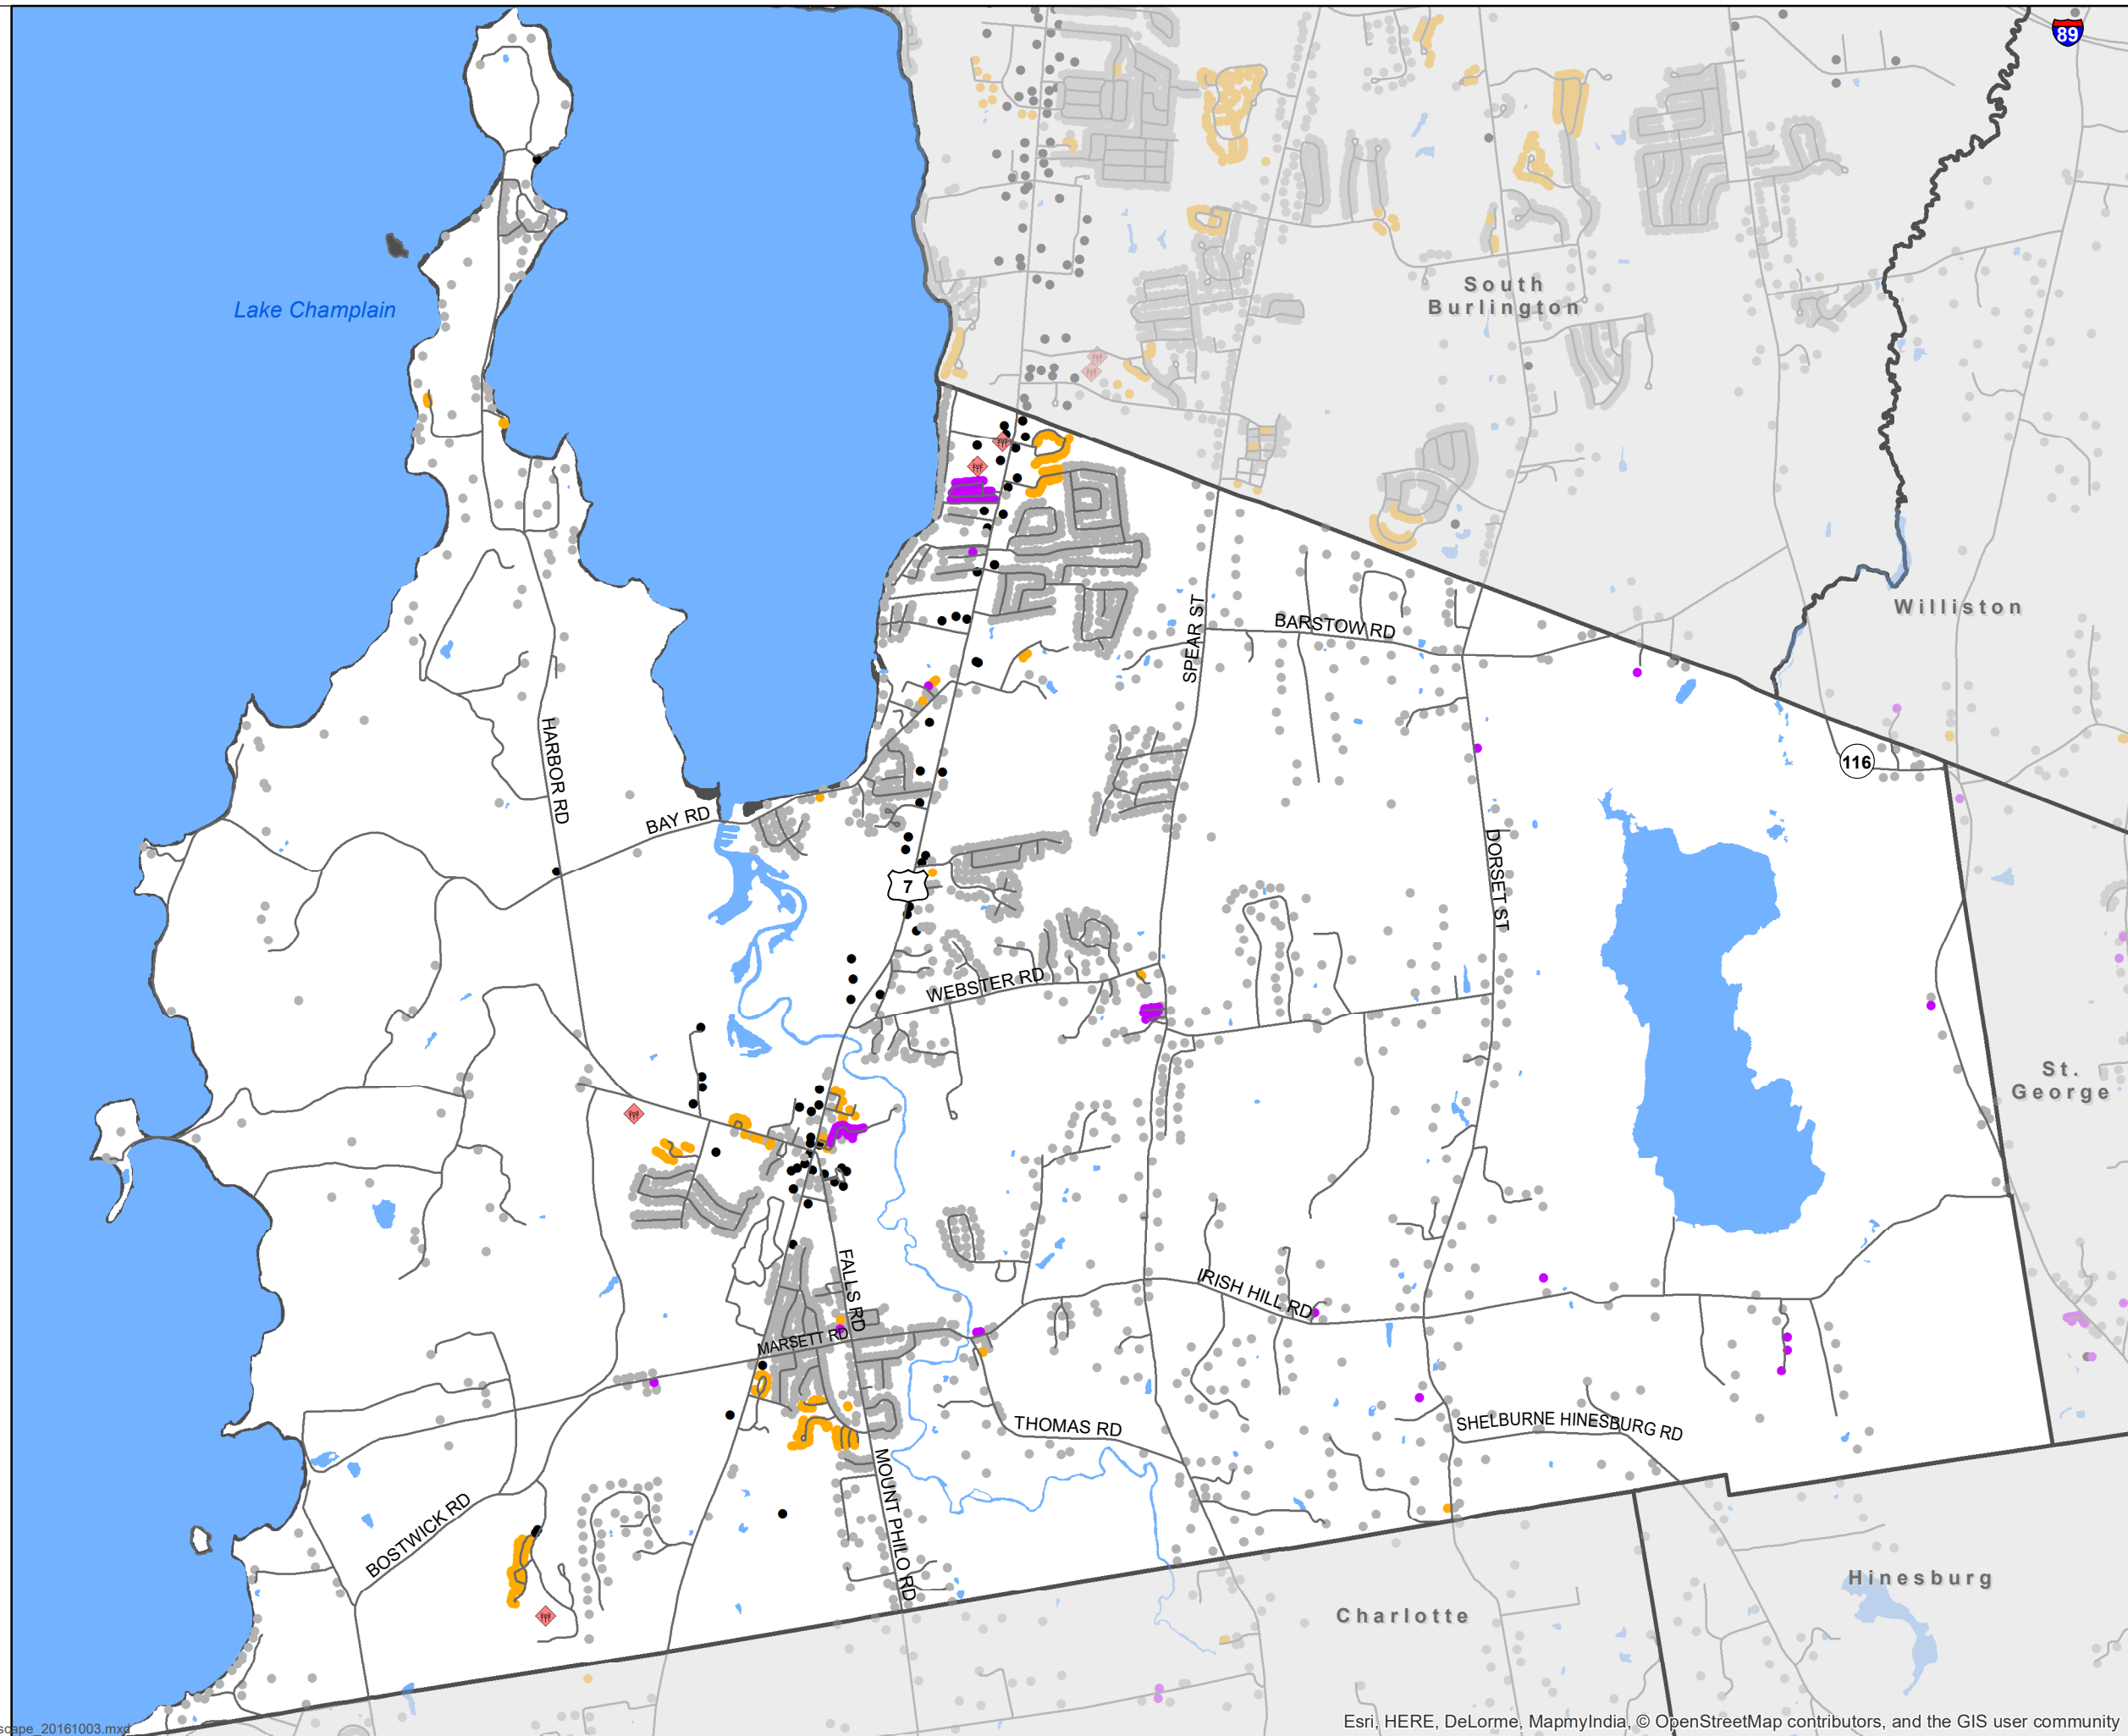 89
Lake Champlain
South
Burlington
Williston
SPEAR ST
BARSTOW RD
HARBOR RD
116
BAY RD
DORSET ST
7
WEBSTER RD
St.
George
FALLS RD
IRISH HILL RD
MARSETT RD
THOMAS RD
SHELBURNE HINESBURG RD
MOUNT PHILO RD
BOSTWICK RD
Hinesburg
Charlotte
scape_20161003.mxd
Esri, HERE, DeLorme, MapmyIndia, © OpenStreetMap contributors, and the GIS user community